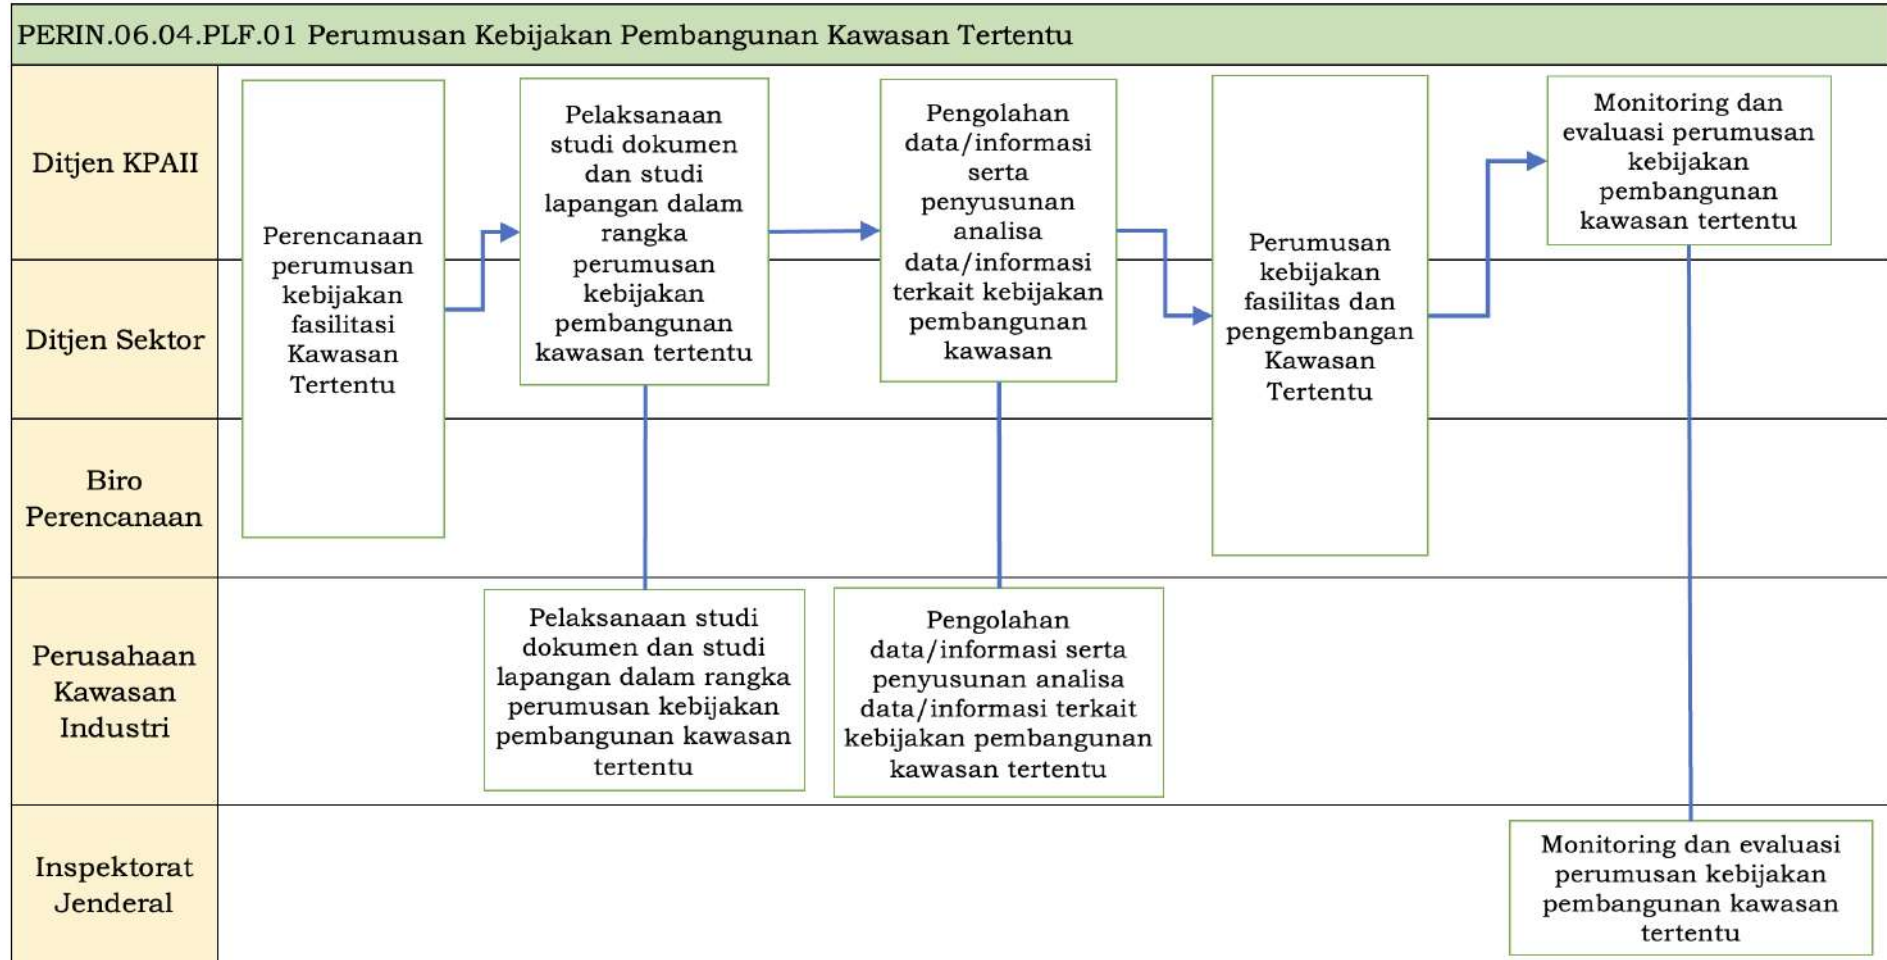 PERIN.06.04.PLF.01 Perumusan Kebijakan Pembangunan Kawasan Tertentu
Ditjen KPAII
Ditjen Sektor
Biro
Perencanaan
Perusahaan
Kawasan
Industri
Inspektorat
Jenderal
Perencanaan
perumusan
kebijakan
fasilitasi
Kawasan
Tertentu
Pelaksanaan
studi dokumen
dan studi
lapangan dalam
rangka
perumusan
kebijakan
pembangunan
kawasan tertentu
Pengolahan
data/informasi
serta
penyusunan
analisa
data/informasi
terkait kebijakan
pembangunan
kawasan
Perumusan
kebijakan
fasilitas dan
pengembangan
Kawasan
Tertentu
Monitoring dan
evaluasi perumusan
kebijakan
pembangunan
kawasan tertentu
Pelaksanaan studi
dokumen dan studi
lapangan dalam rangka
perumusan kebijakan
pembangunan kawasan
tertentu
Pengolahan
data/informasi serta
penyusunan analisa
data/informasi terkait
kebijakan pembangunan
kawasan tertentu
Monitoring dan evaluasi
perumusan kebijakan
pembangunan kawasan
tertentu